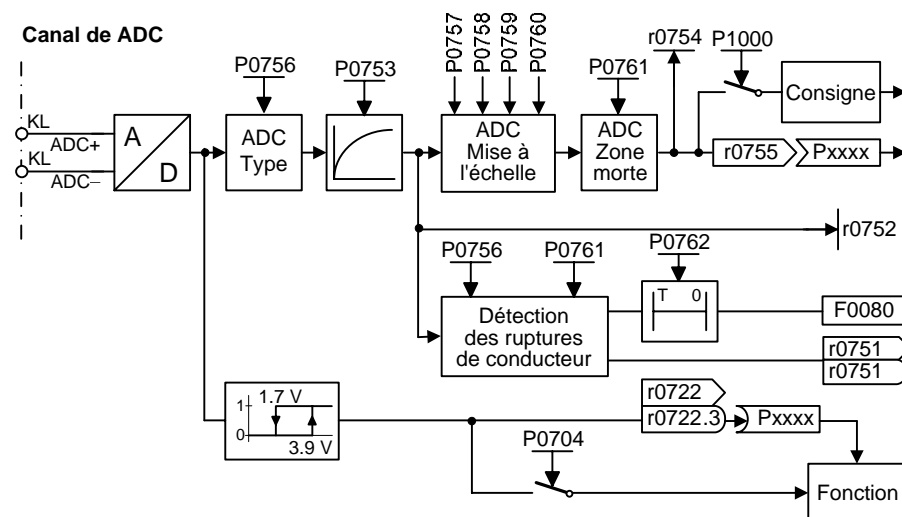 Canal de ADC
P0757
P0758
P0759
P0760
r0754
P1000
P0756
P0753
P0761
KL
ADC+
KL
ADC−
A
D
ADC
Type
ADC
Mise à
l'échelle
ADC
Zone
morte
Consigne
r0755
Pxxxx
r0752
P0756
P0761
P0762
T 0
Détection
des ruptures
de conducteur
F0080
r0751
r0751
1.7 V
1
0
3.9 V
r0722
r0722.3
Pxxxx
P0704
Fonction